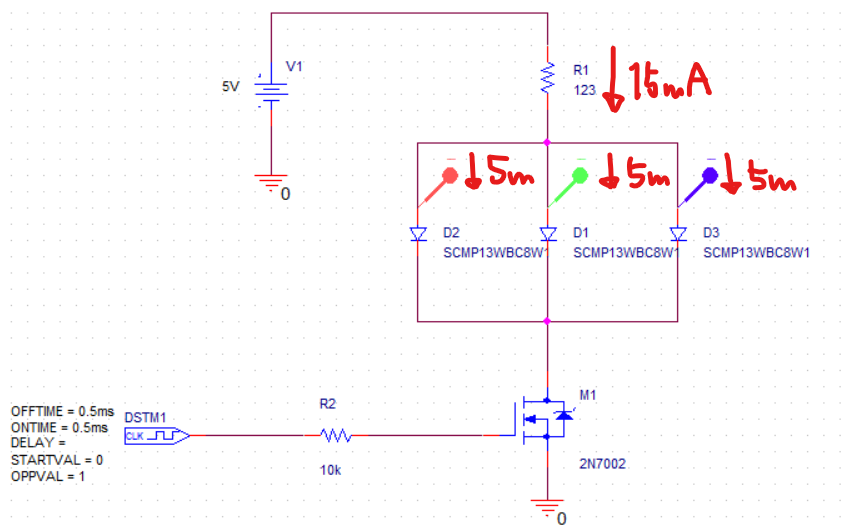 V1
5V
0
R1
123
15mA
5m
5m
5m
D2
SCMP13WBC8W1
D1
SCMP13WBC8W1
D3
SCMP13WBC8W1
OFFTIME = 0.5ms
ONTIME = 0.5ms
DELAY =
STARTVAL = 0
OPPVAL = 1
DSTM1
CLK
R2
10k
M1
2N7002
0